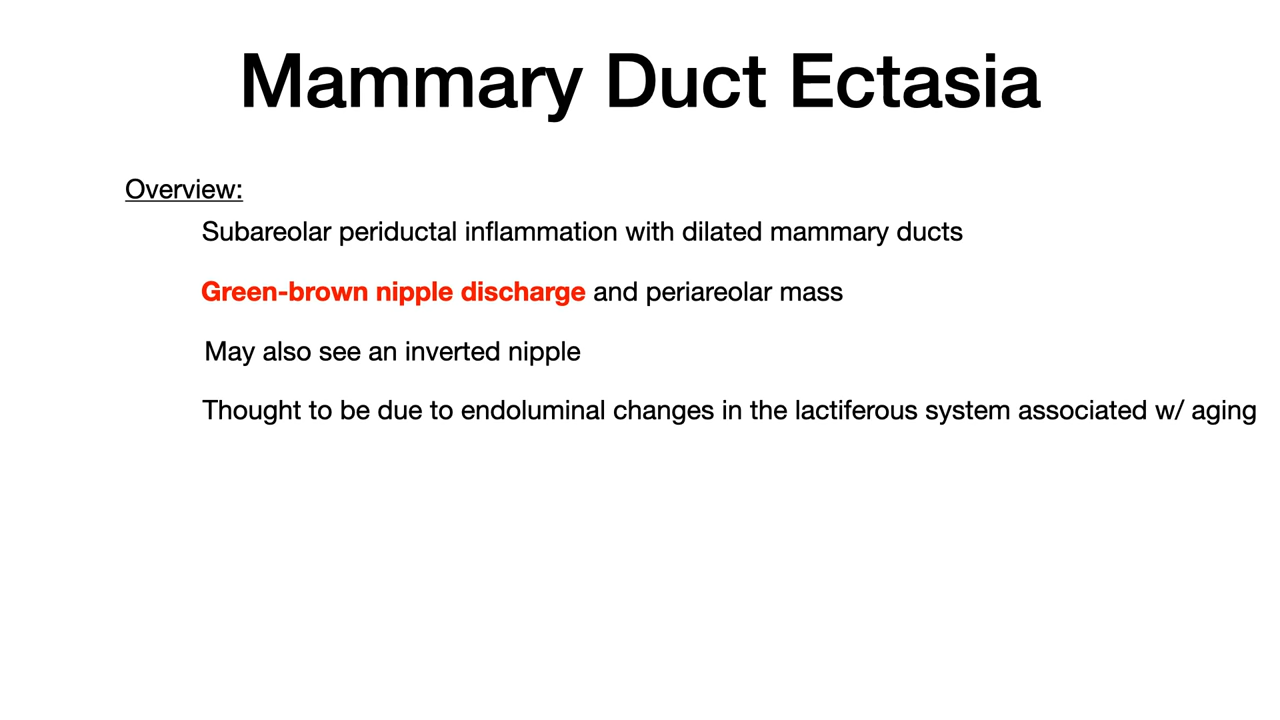 Mammary Duct Ectasia
Overview:
Subareolar periductal inflammation with dilated mammary ducts
Green-brown nipple discharge and periareolar mass
May also see an inverted nipple
Thought to be due to endoluminal changes in the lactiferous system associated w/ aging